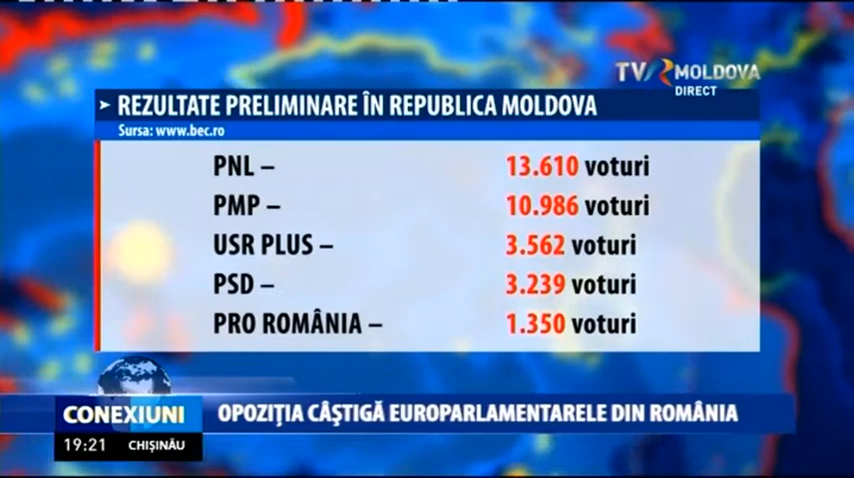 TVR MOLDOVA
DIRECT
REZULTATE PRELIMINARE ÎN REPUBLICA MOLDOVA
Sursa: www.bec.ro
PNL – 13.610 voturi
PMP – 10.986 voturi
USR PLUS – 3.562 voturi
PSD – 3.239 voturi
PRO ROMÂNIA – 1.350 voturi
CONEXIUNI
OPOZIŢIA CÂŞTIGĂ EUROPARLAMENTARELE DIN ROMÂNIA
19:21 CHIȘINĂU